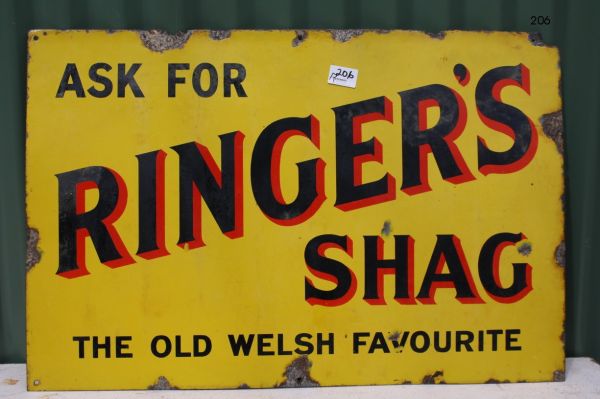 206
ASK FOR
206
RINGER'S
SHAG
THE OLD WELSH FAVOURITE